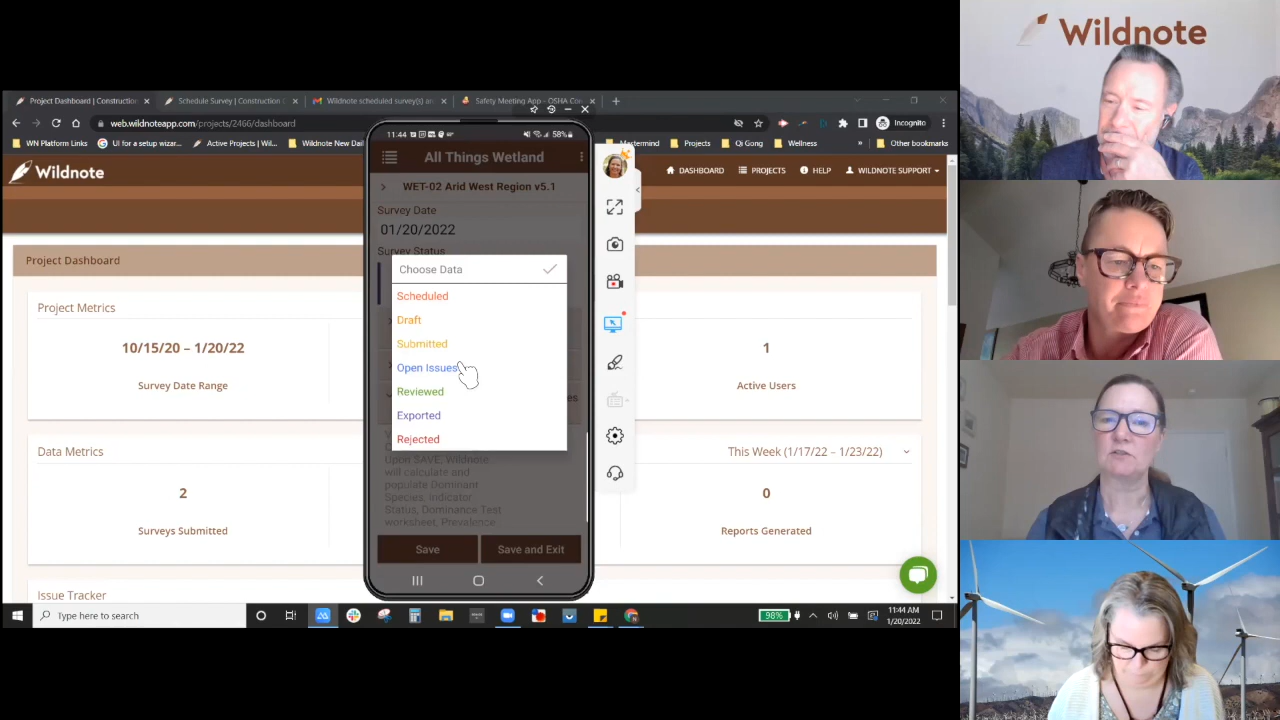 Wildnote
Project Dashboard | Construction
Schedule Survey | Construction C
Wildnote scheduled survey(s) an
Safety Meeting App - OSHA Con
web.wildnoteapp.com/projects/2466/dashboard
Incognito
WN Platform Links
UI for a setup wizar...
Active Projects | Wil...
Wildnote New Dail
Mastermind
Projects
Qi Gong
Wellness
Other bookmarks
11:44
58%
All Things Wetland
Wildnote
DASHBOARD
PROJECTS
HELP
WILDNOTE SUPPORT
WET-02 Arid West Region v5.1
Survey Date
01/20/2022
Survey Status
Project Dashboard
Choose Data
Scheduled
Draft
Submitted
Open Issues
Reviewed
Exported
Rejected
Project Metrics
10/15/20 – 1/20/22
Survey Date Range
1
Active Users
Data Metrics
This Week (1/17/22 – 1/23/22)
2
Surveys Submitted
0
Reports Generated
Upon SAVE, Wildnote
will calculate and
populate Dominant
Species, Indicator
Status, Dominance Test
worksheet, Prevalence
Save
Save and Exit
Issue Tracker
Type here to search
98%
11:44 AM
1/20/2022